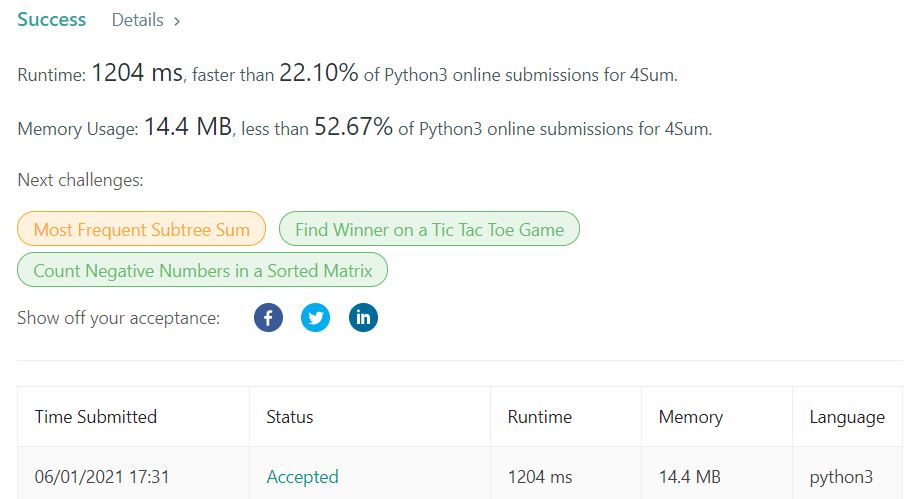 Success Details >
Runtime: 1204 ms, faster than 22.10% of Python3 online submissions for 4Sum.
Memory Usage: 14.4 MB, less than 52.67% of Python3 online submissions for 4Sum.
Next challenges:
Most Frequent Subtree Sum Find Winner on a Tic Tac Toe Game
Count Negative Numbers in a Sorted Matrix
Show off your acceptance: f in
Time Submitted Status Runtime Memory Language
06/01/2021 17:31 Accepted 1204 ms 14.4 MB python3